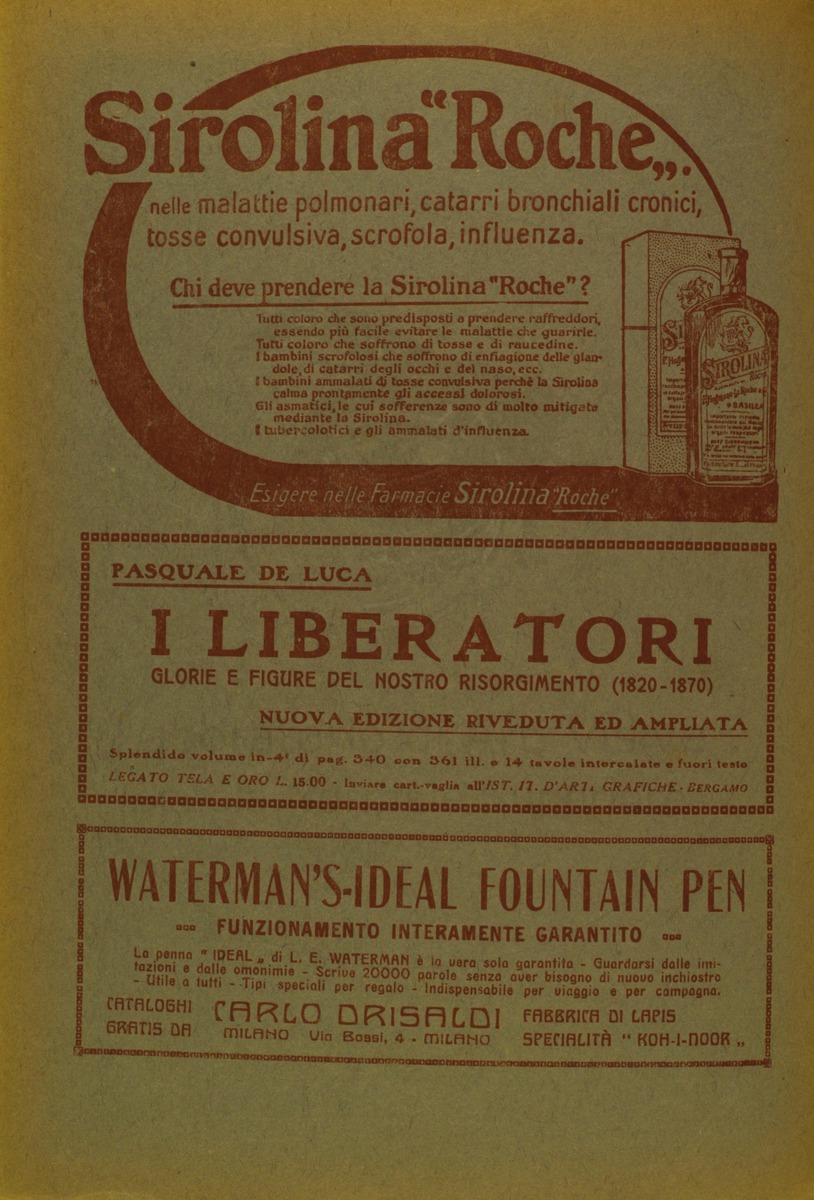 Sirolina “Roche„.
nelle malattie polmonari, catarri bronchiali cronici,
tosse convulsiva, scrofola, influenza.
Chi deve prendere la Sirolina "Roche"?
Tutti coloro che sono predisposti a prendere raffreddori,
essendo più facile evitare le malattie che guarirle.
Tutti coloro che soffrono di tosse e di raucedine.
I bambini scrofolosi che soffrono di enfiagione delle glan-
dole, di catarri degli occhi e del naso, ecc.
I bambini ammalati di tosse convulsiva perchè la Sirolina
calma prontamente gli accessi dolorosi.
Gli asmatici, le cui sofferenze sono di molto mitigate
mediante la Sirolina.
I tubercolotici e gli ammalati d'influenza.
SIROLINA
BASILEA
Esigere nelle Farmacie Sirolina "Roche"
PASQUALE DE LUCA
I LIBERATORI
GLORIE E FIGURE DEL NOSTRO RISORGIMENTO (1820-1870)
NUOVA EDIZIONE RIVEDUTA ED AMPLIATA
Splendido volume in-4° di pag. 340 con 361 ill. e 14 tavole intercalate e fuori testo
LEGATO TELA E ORO L. 15.00 - Inviare cart.-vaglia all'IST. IT. D'ARTI GRAFICHE - BERGAMO
WATERMAN'S-IDEAL FOUNTAIN PEN
FUNZIONAMENTO INTERAMENTE GARANTITO
La penna “ IDEAL „ di L. E. WATERMAN è la vera sola garantita - Guardarsi dalle imi-
tazioni e dalle omonimie - Scrive 20000 parole senza aver bisogno di nuovo inchiostro
- Utile a tutti - Tipi speciali per regalo - Indispensabile per viaggio e per campagna.
CATALOGHI
GRATIS DA
CARLO DRISALDI
MILANO Via Bossi, 4 - MILANO
FABBRICA DI LAPIS
SPECIALITÀ “ KOH-I-NOOR „